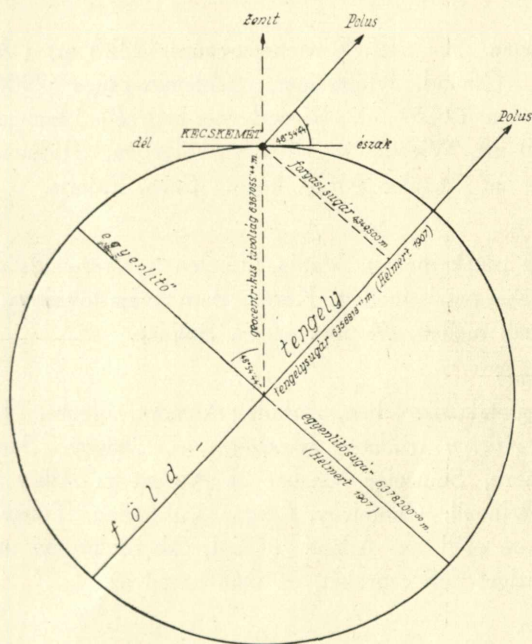 zenit
Polus
Polus
KECSKEMÉT
dél
észak
forgási sugár
geocentrikus távolság
egyenlítő
tengely
tengelysugár 6356818 m (Helmert 1907)
egyenlítősugár 6378200 m
(Helmert 1907)
föld-